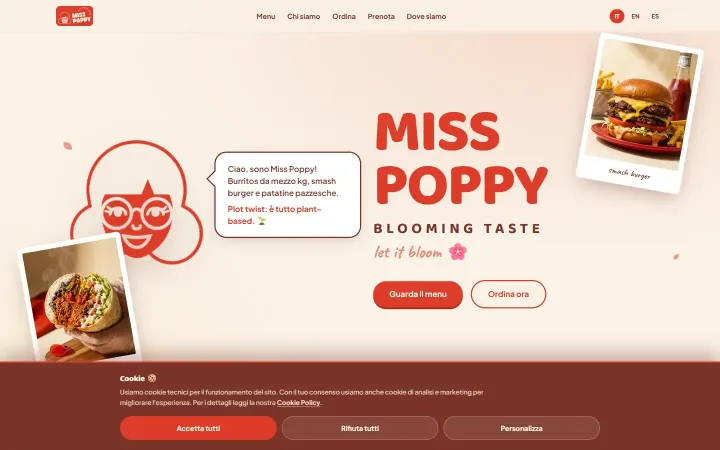 MISS
POPPY
Menu
Chi siamo
Ordina
Prenota
Dove siamo
IT
EN
ES
Ciao, sono Miss Poppy!
Burritos da mezzo kg, smash
burger e patatine pazzesche.
Plot twist: è tutto plant-
based. 🌱
MISS
POPPY
BLOOMING TASTE
let it bloom 🌸
Guarda il menu
Ordina ora
smash burger
Cookie 🍪
Usiamo cookie tecnici per il funzionamento del sito. Con il tuo consenso usiamo anche cookie di analisi e marketing per
migliorare l'esperienza. Per i dettagli leggi la nostra Cookie Policy.
Accetta tutti
Rifiuta tutti
Personalizza